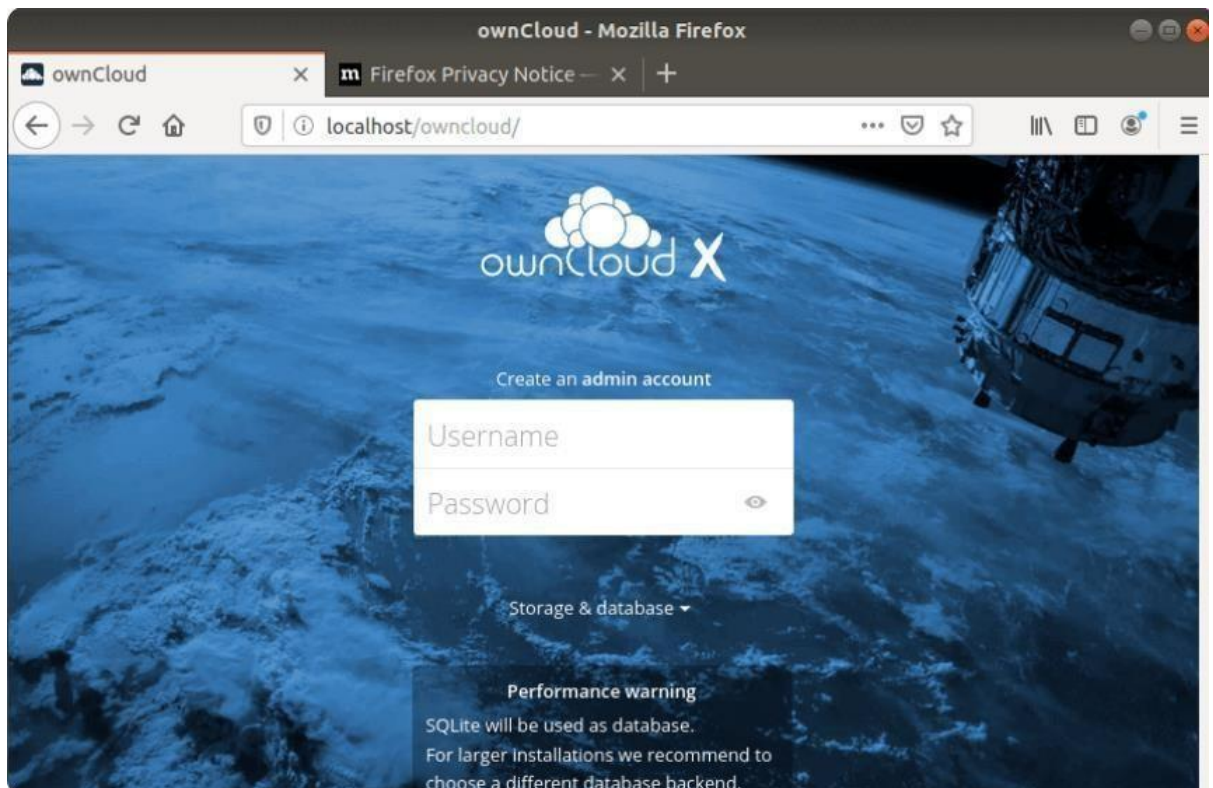 ownCloud - Mozilla Firefox
ownCloud
m Firefox Privacy Notice —
localhost/owncloud/
ownCloud X
Create an admin account
Username
Password
Storage & database
Performance warning
SQLite will be used as database.
For larger installations we recommend to
choose a different database backend.